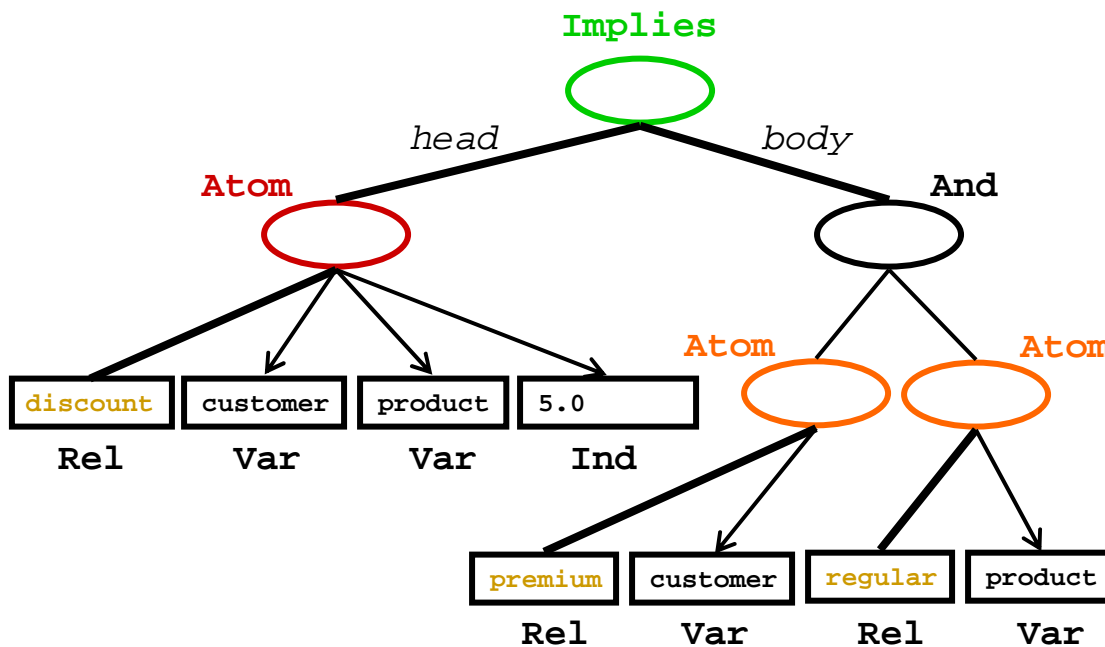 Implies
head body
Atom And
Atom Atom
discount customer product 5.0
Rel Var Var Ind
premium customer regular product
Rel Var Rel Var